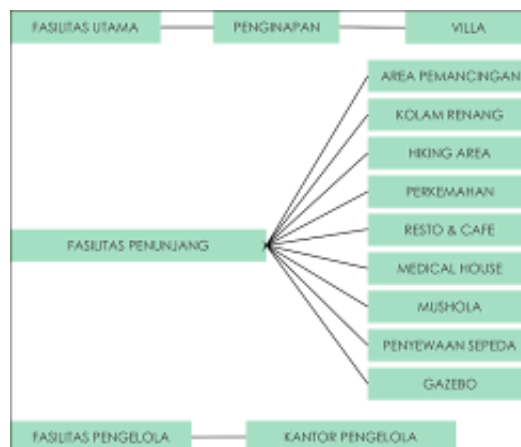 FASILITAS UTAMA
PENGINAPAN
VILLA
AREA PEMANCINGAN
KOLAM RENANG
HIKING AREA
PERKEMAHAN
FASILITAS PENUNJANG
RESTO & CAFE
MEDICAL HOUSE
MUSHOLA
PENYEWAAN SEPEDA
GAZEBO
FASILITAS PENGELOLA
KANTOR PENGELOLA